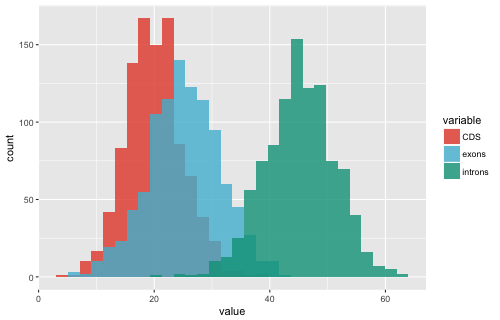 150
100
50
0
count
0
20
40
60
value
variable
CDS
exons
introns